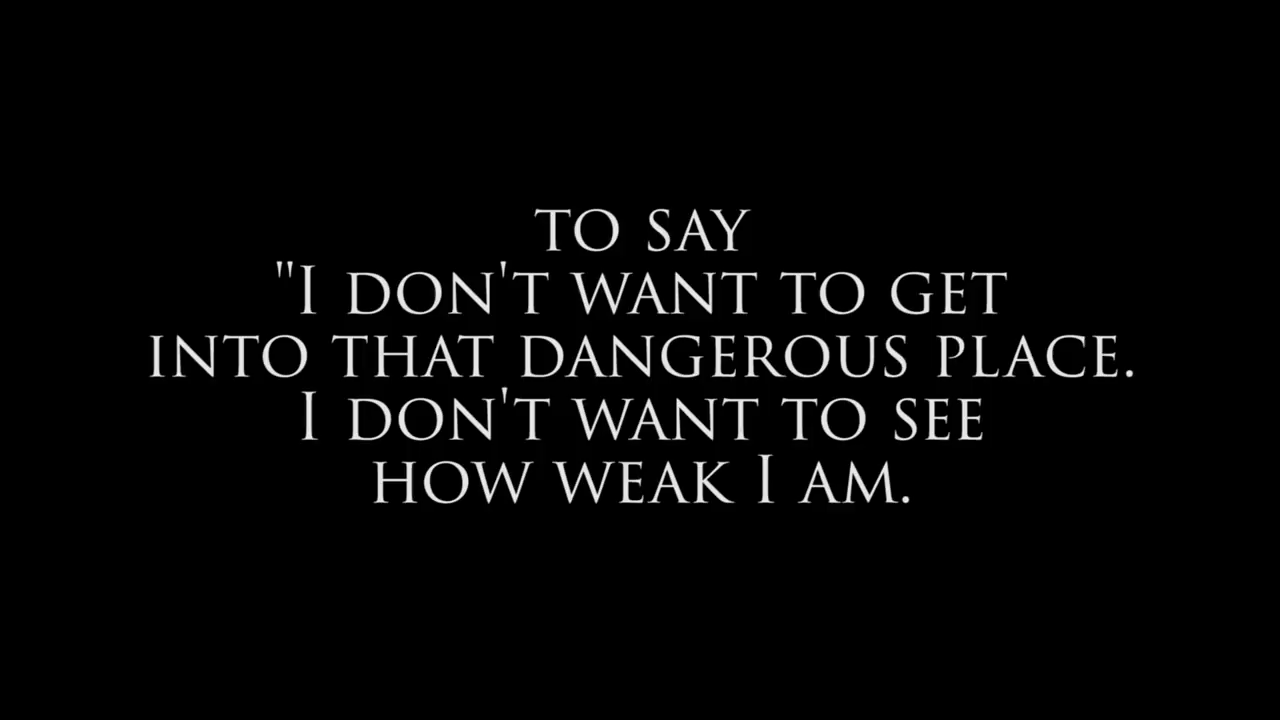 TO SAY
"I DON'T WANT TO GET
INTO THAT DANGEROUS PLACE.
I DON'T WANT TO SEE
HOW WEAK I AM.